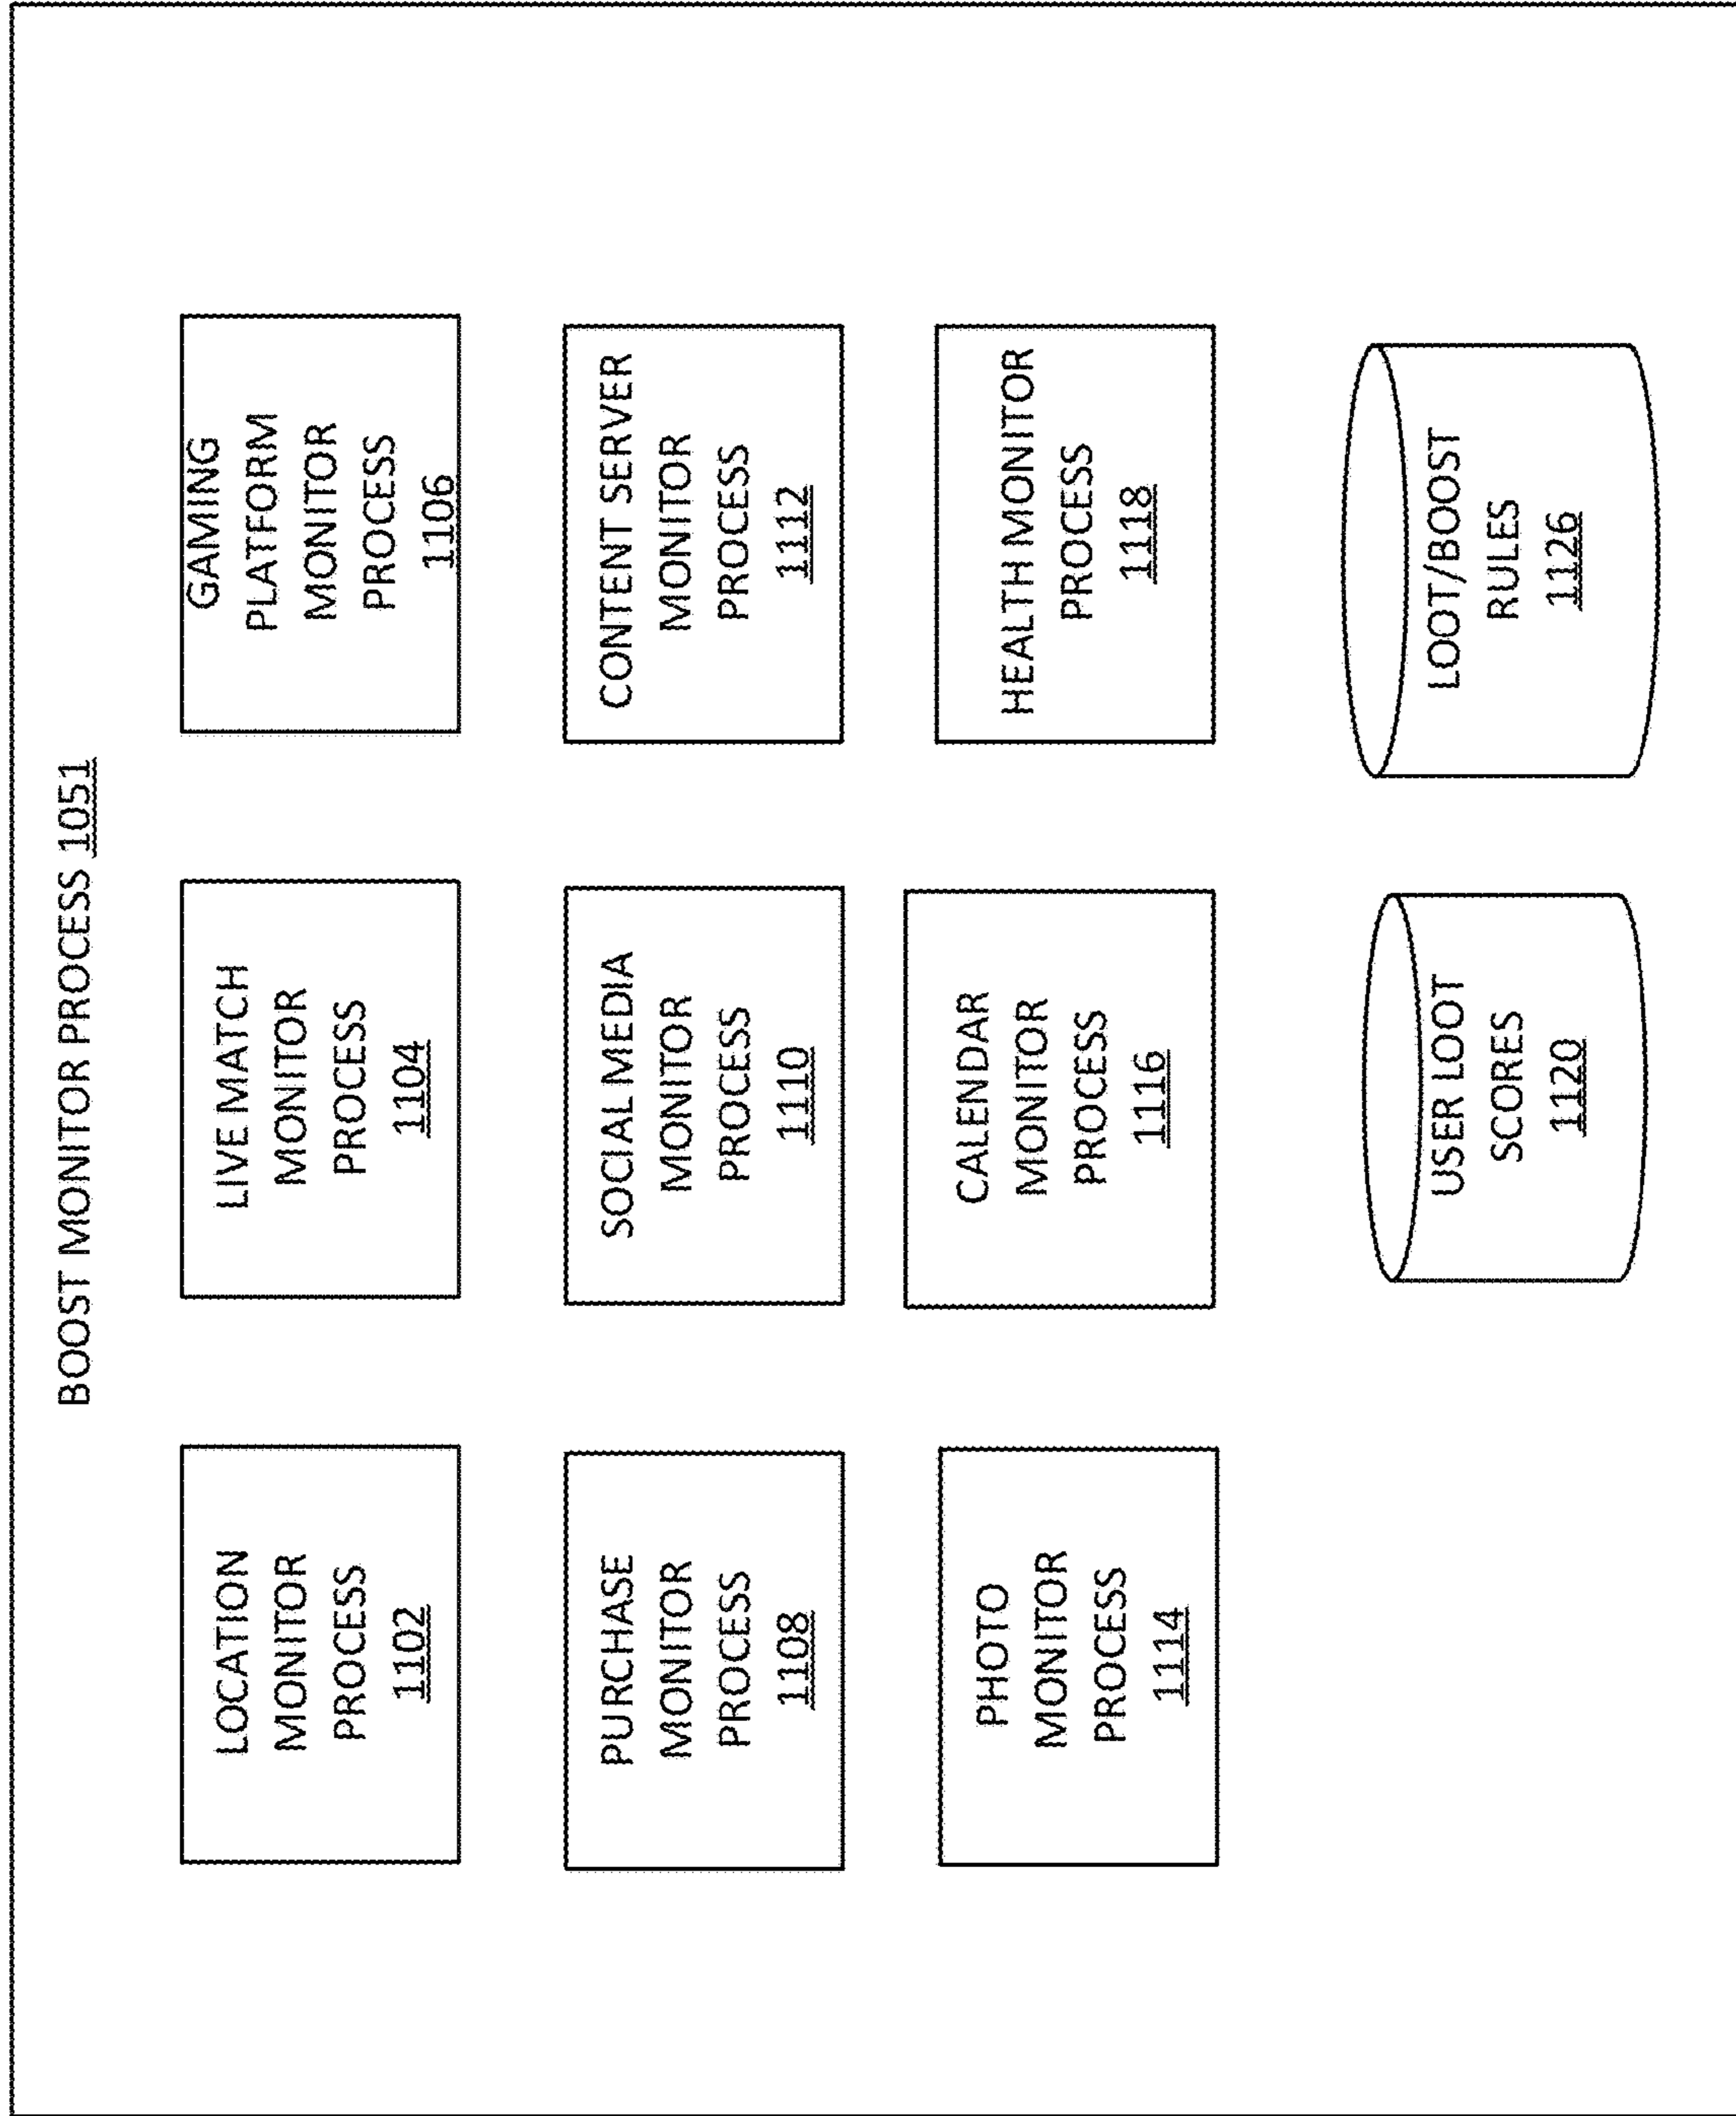 BOOST MONITOR PROCESS 1051
LOCATION
MONITOR
PROCESS
1102
LIVE MATCH
MONITOR
PROCESS
1104
GAMING
PLATFORM
MONITOR
PROCESS
1106
PURCHASE
MONITOR
PROCESS
1108
SOCIAL MEDIA
MONITOR
PROCESS
1110
CONTENT SERVER
MONITOR
PROCESS
1112
PHOTO
MONITOR
PROCESS
1114
CALENDAR
MONITOR
PROCESS
1116
HEALTH MONITOR
PROCESS
1118
USER LOOT
SCORES
1120
LOOT/BOOST
RULES
1126